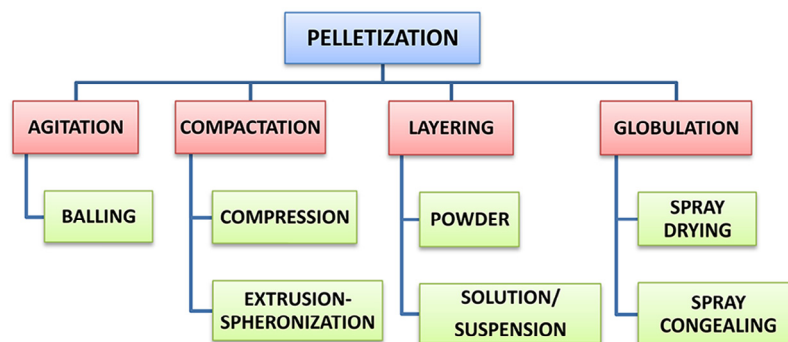 PELLETIZATION
AGITATION
COMPACTATION
LAYERING
GLOBULATION
BALLING
COMPRESSION
POWDER
SPRAY
DRYING
EXTRUSION-
SPHERONIZATION
SOLUTION/
SUSPENSION
SPRAY
CONGEALING